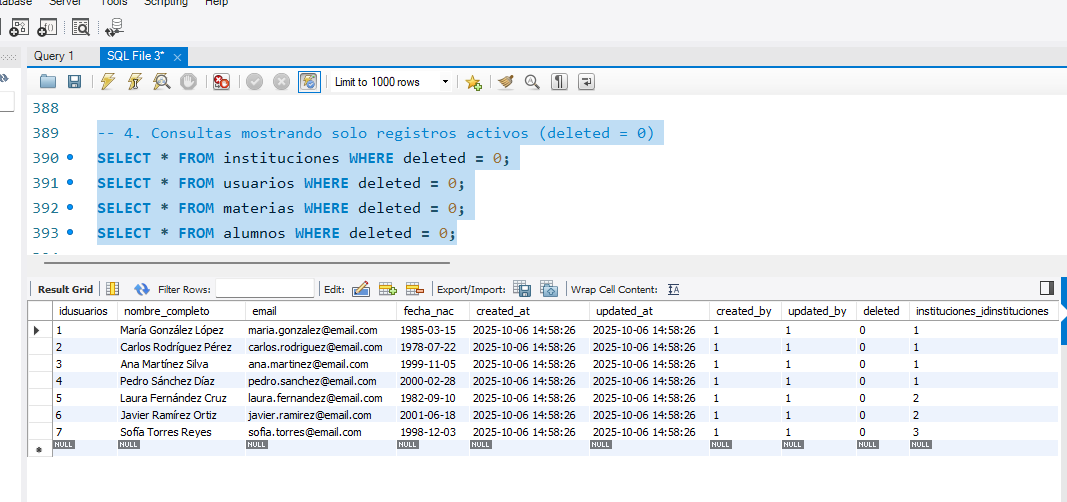 Database Server Tools Scripting Help
Query 1 SQL File 3*
Limit to 1000 rows
388
389 -- 4. Consultas mostrando solo registros activos (deleted = 0)
390 SELECT * FROM instituciones WHERE deleted = 0;
391 SELECT * FROM usuarios WHERE deleted = 0;
392 SELECT * FROM materias WHERE deleted = 0;
393 SELECT * FROM alumnos WHERE deleted = 0;
Result Grid Filter Rows: Edit: Export/Import: Wrap Cell Content:
idusuarios nombre_completo email fecha_nac created_at updated_at created_by updated_by deleted instituciones_idinstituciones
1 María González López maria.gonzalez@email.com 1985-03-15 2025-10-06 14:58:26 2025-10-06 14:58:26 1 1 0 1
2 Carlos Rodríguez Pérez carlos.rodriguez@email.com 1978-07-22 2025-10-06 14:58:26 2025-10-06 14:58:26 1 1 0 1
3 Ana Martínez Silva ana.martinez@email.com 1999-11-05 2025-10-06 14:58:26 2025-10-06 14:58:26 1 1 0 1
4 Pedro Sánchez Díaz pedro.sanchez@email.com 2000-02-28 2025-10-06 14:58:26 2025-10-06 14:58:26 1 1 0 1
5 Laura Fernández Cruz laura.fernandez@email.com 1982-09-10 2025-10-06 14:58:26 2025-10-06 14:58:26 1 1 0 2
6 Javier Ramírez Ortiz javier.ramirez@email.com 2001-06-18 2025-10-06 14:58:26 2025-10-06 14:58:26 1 1 0 2
7 Sofía Torres Reyes sofia.torres@email.com 1998-12-03 2025-10-06 14:58:26 2025-10-06 14:58:26 1 1 0 3
NULL NULL NULL NULL NULL NULL NULL NULL NULL NULL